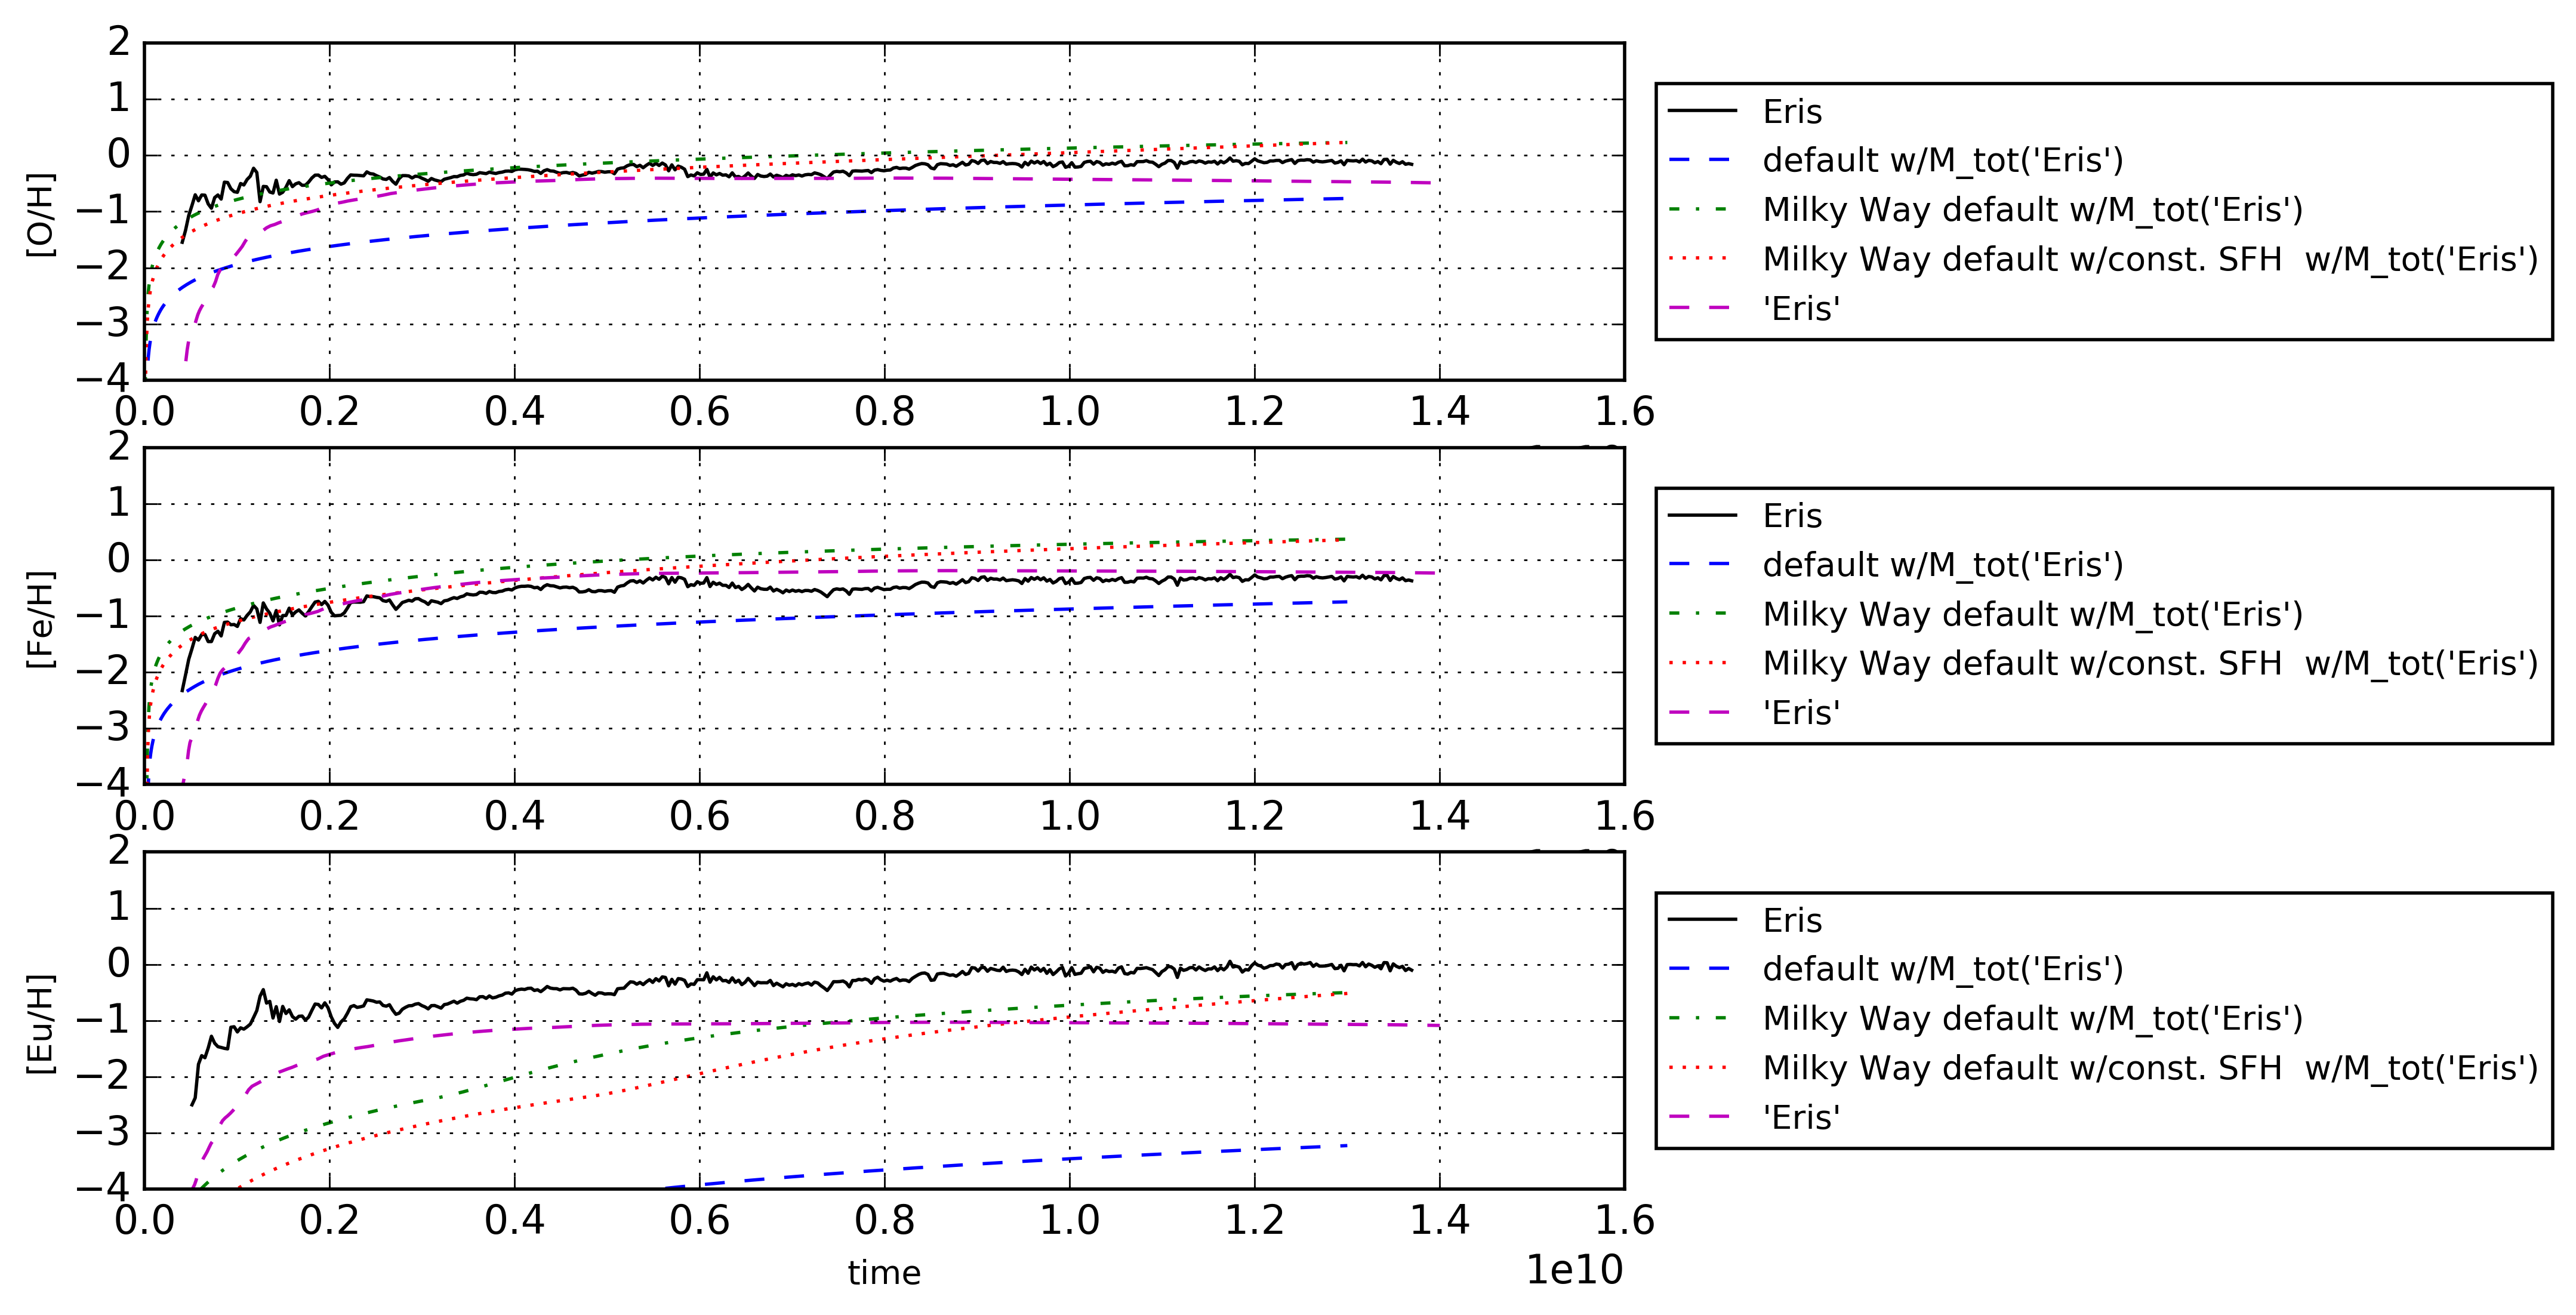 2
1
0
−1
−2
−3
−4
[O/H]
0.0 0.2 0.4 0.6 0.8 1.0 1.2 1.4 1.6
Eris
default w/M_tot('Eris')
Milky Way default w/M_tot('Eris')
Milky Way default w/const. SFH  w/M_tot('Eris')
'Eris'
2
1
0
−1
−2
−3
−4
[Fe/H]
0.0 0.2 0.4 0.6 0.8 1.0 1.2 1.4 1.6
Eris
default w/M_tot('Eris')
Milky Way default w/M_tot('Eris')
Milky Way default w/const. SFH  w/M_tot('Eris')
'Eris'
2
1
0
−1
−2
−3
−4
[Eu/H]
0.0 0.2 0.4 0.6 0.8 1.0 1.2 1.4 1.6
time
1e10
Eris
default w/M_tot('Eris')
Milky Way default w/M_tot('Eris')
Milky Way default w/const. SFH  w/M_tot('Eris')
'Eris'